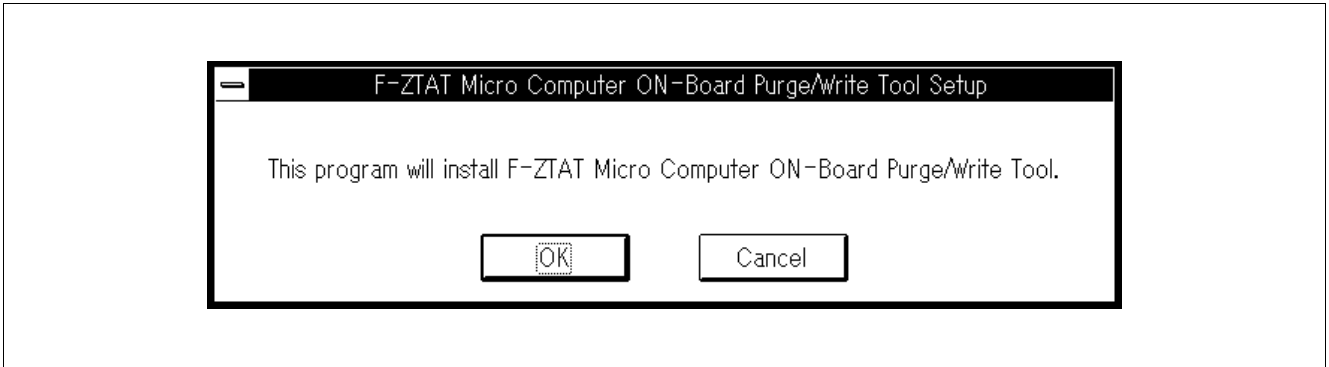 F-ZTAT Micro Computer ON-Board Purge/Write Tool Setup
This program will install F-ZTAT Micro Computer ON-Board Purge/Write Tool.
OK
Cancel